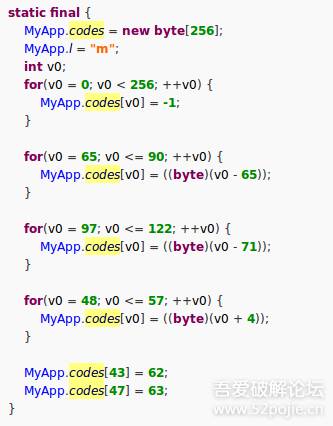 static final {
MyApp.codes = new byte[256];
MyApp.l = "m";
int v0;
for(v0 = 0; v0 < 256; ++v0) {
MyApp.codes[v0] = -1;
}
for(v0 = 65; v0 <= 90; ++v0) {
MyApp.codes[v0] = ((byte)(v0 - 65));
}
for(v0 = 97; v0 <= 122; ++v0) {
MyApp.codes[v0] = ((byte)(v0 - 71));
}
for(v0 = 48; v0 <= 57; ++v0) {
MyApp.codes[v0] = ((byte)(v0 + 4));
}
MyApp.codes[43] = 62;
MyApp.codes[47] = 63;
}
吾爱破解论坛
www.52pojie.cn